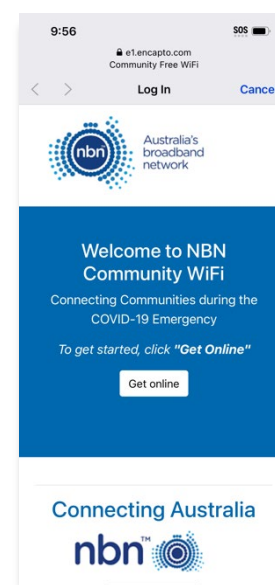 9:56
SOS
e1.encapto.com
Community Free WiFi
Log In
Cance
nbn
Australia's
broadband
network
Welcome to NBN
Community WiFi
Connecting Communities during the
COVID-19 Emergency
To get started, click "Get Online"
Get online
Connecting Australia
nbn™